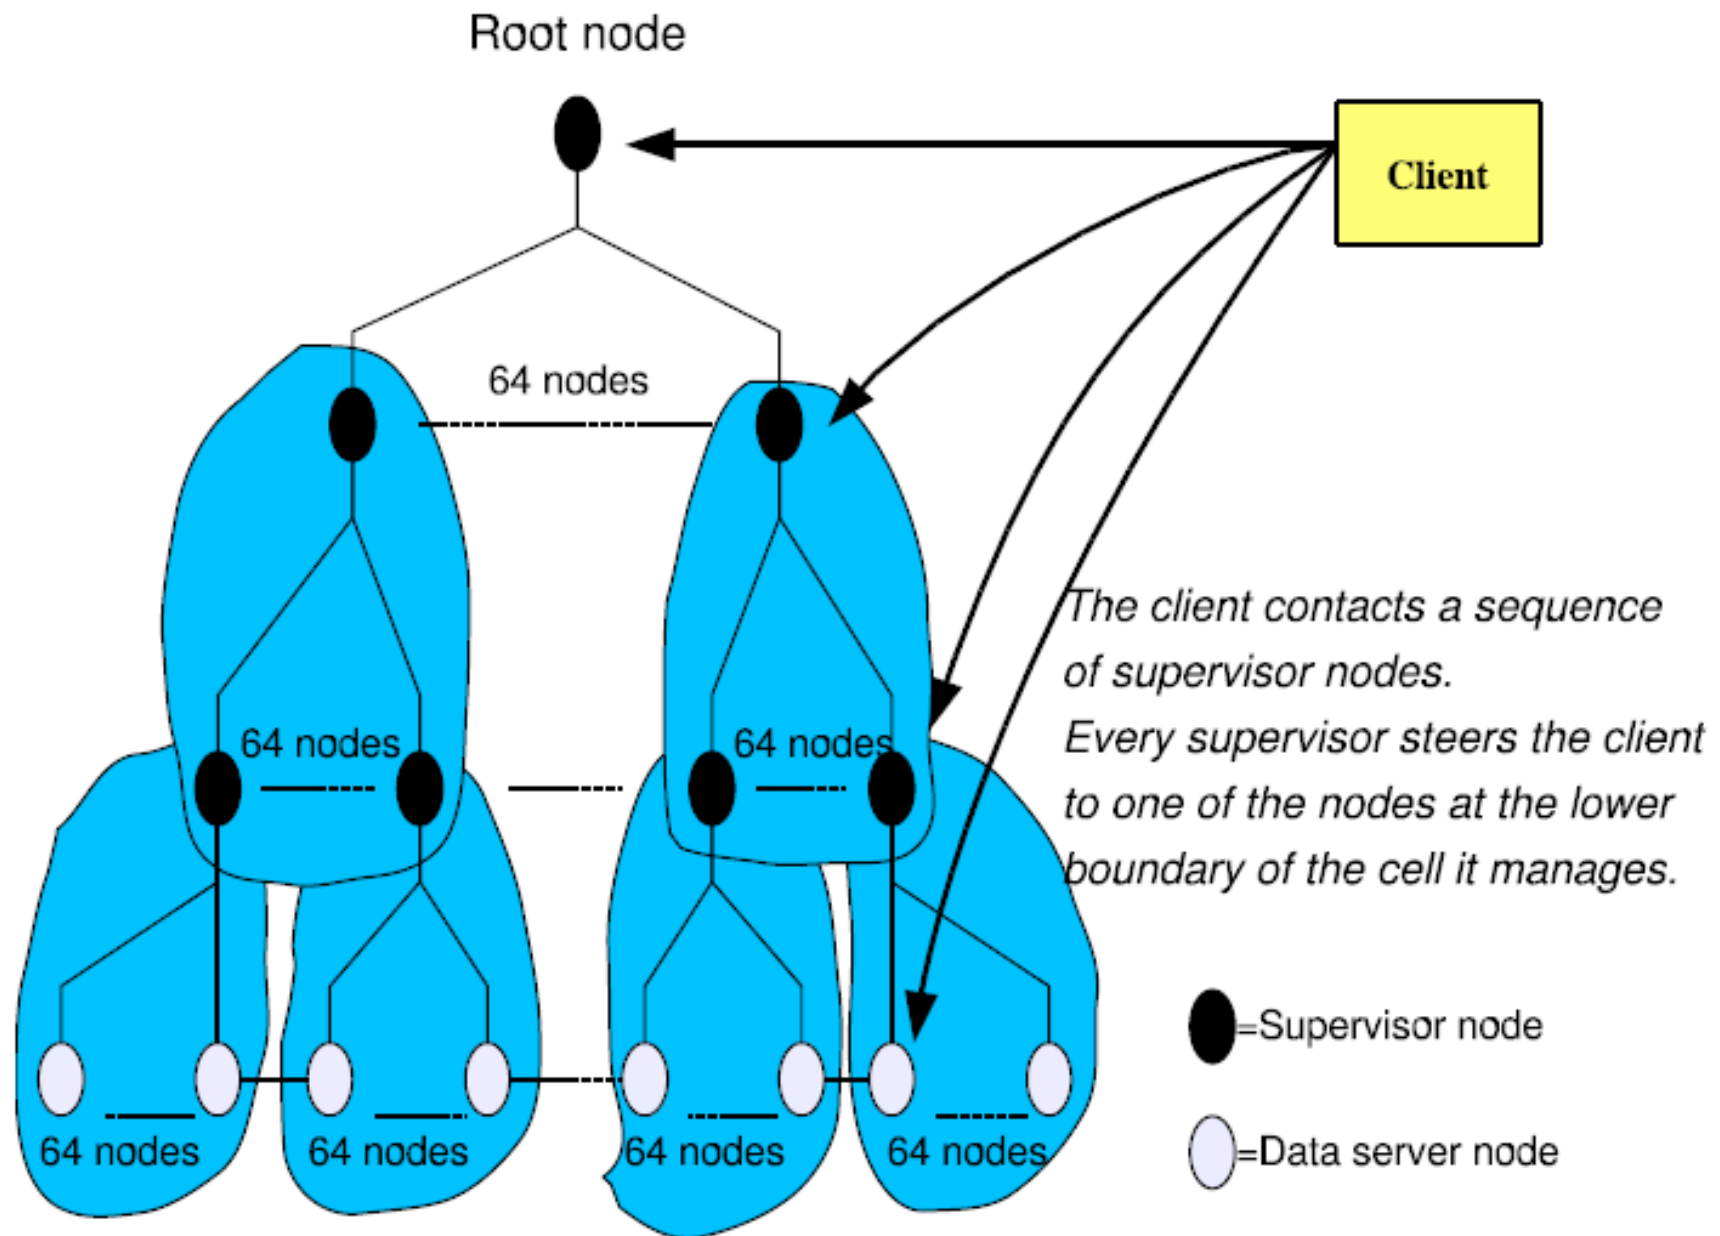 Root node
Client
64 nodes
The client contacts a sequence
of supervisor nodes.
Every supervisor steers the client
to one of the nodes at the lower
boundary of the cell it manages.
64 nodes
64 nodes
=Supervisor node
=Data server node
64 nodes
64 nodes
64 nodes
64 nodes